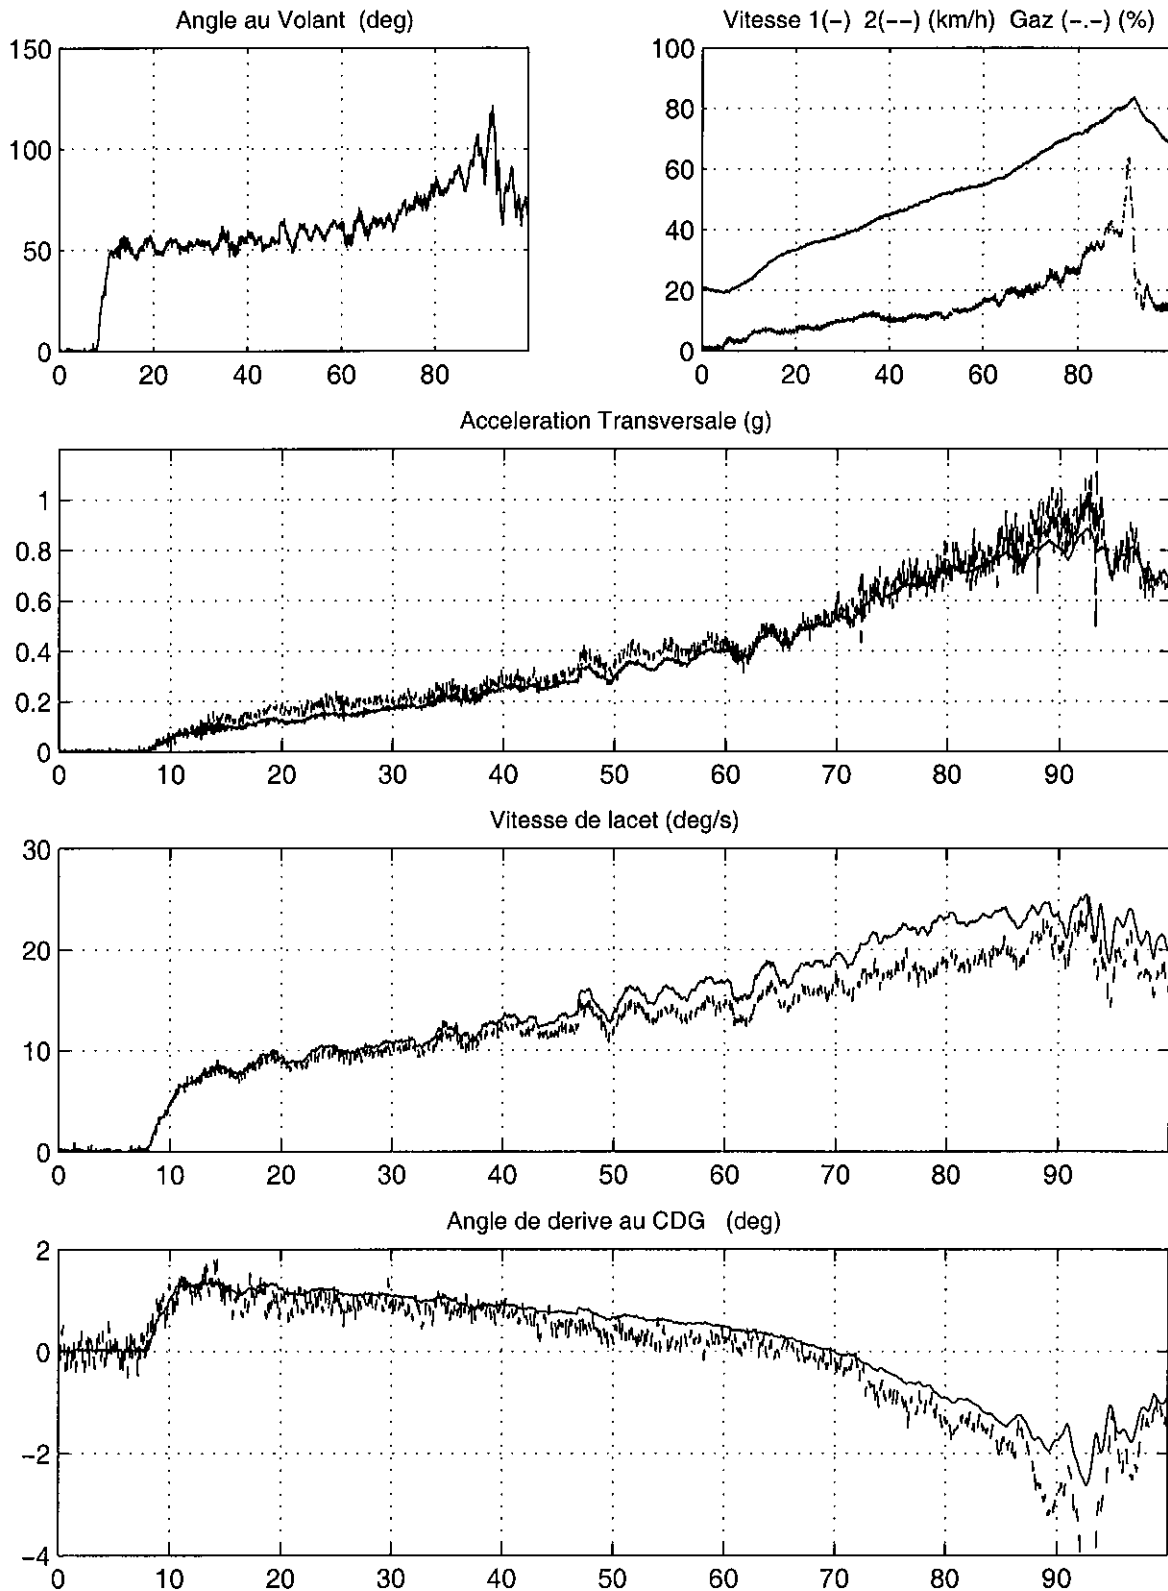 Angle au Volant (deg)
150
100
50
0
0 20 40 60 80
Vitesse 1(−) 2(−−) (km/h) Gaz (−.−) (%)
100
80
60
40
20
0
0 20 40 60 80
Acceleration Transversale (g)
1
0.8
0.6
0.4
0.2
0
0 10 20 30 40 50 60 70 80 90
Vitesse de lacet (deg/s)
30
20
10
0
0 10 20 30 40 50 60 70 80 90
Angle de derive au CDG (deg)
2
0
−2
−4
0 10 20 30 40 50 60 70 80 90